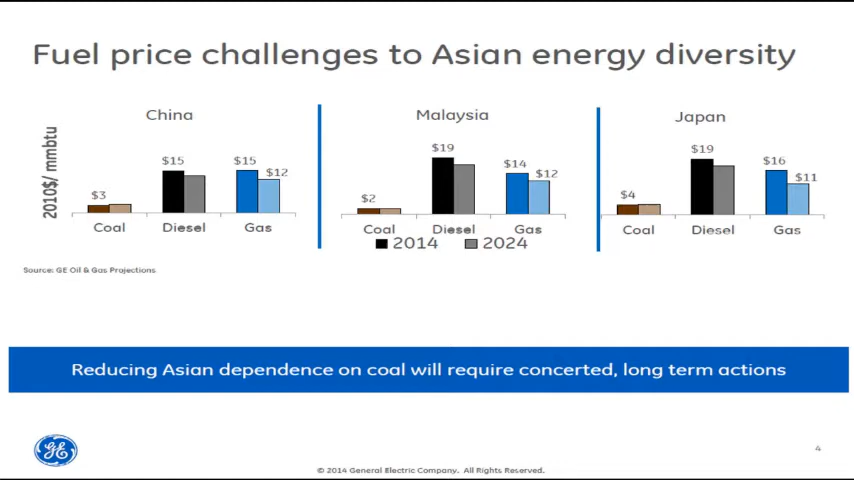 Fuel price challenges to Asian energy diversity
China
Malaysia
Japan
2010$/ mmbtu
$3
$15
$15
$12
Coal
Diesel
Gas
$2
$19
$14
$12
Coal
Diesel
Gas
$4
$19
$16
$11
Coal
Diesel
Gas
2014
2024
Source: GE Oil & Gas Projections
Reducing Asian dependence on coal will require concerted, long term actions
GE
4
© 2014 General Electric Company. All Rights Reserved.